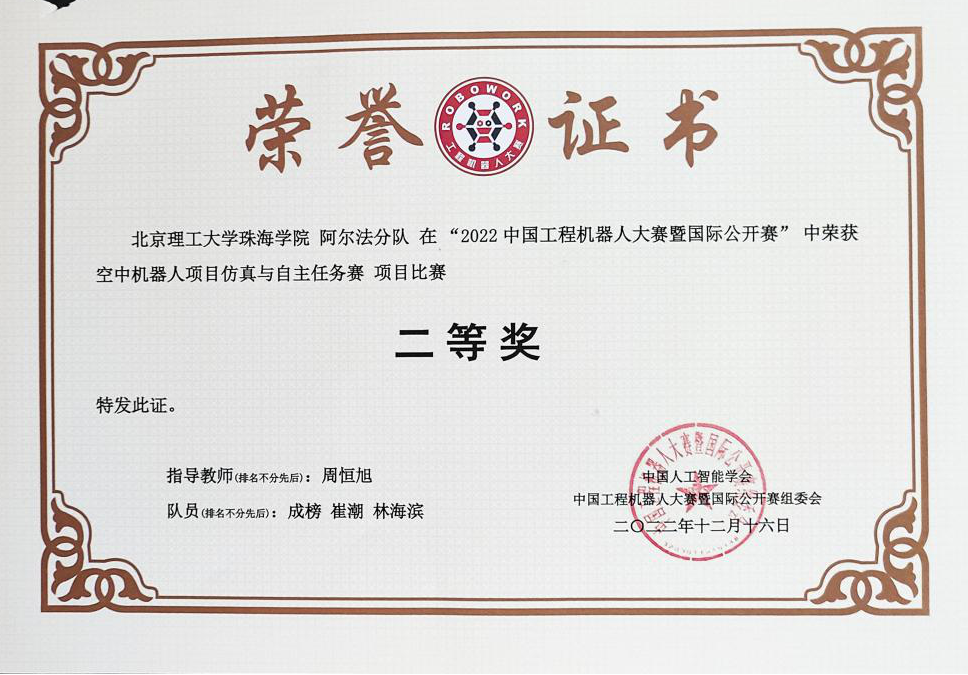 荣誉证书
ROBOWORK
工程机器人大赛
北京理工大学珠海学院 阿尔法分队 在 “2022 中国工程机器人大赛暨国际公开赛” 中荣获
空中机器人项目仿真与自主任务赛 项目比赛
二等奖
特发此证。
指导教师(排名不分先后)：周恒旭
队员(排名不分先后)：成榜 崔潮 林海滨
中国人工智能学会
中国工程机器人大赛暨国际公开赛组委会
二〇二二年十二月十六日